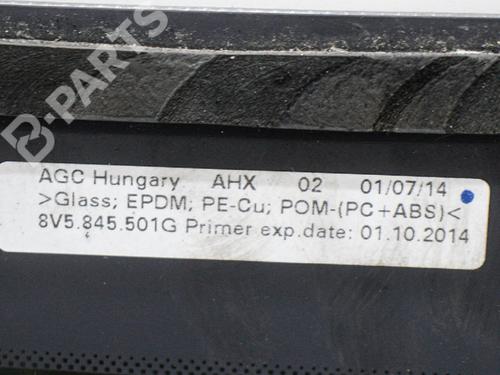 B-PARTS
AGC Hungary AHX 02 01/07/14
>Glass; EPDM; PE-Cu; POM-(PC+ABS)<
8V5.845.501G Primer exp.date: 01.10.2014